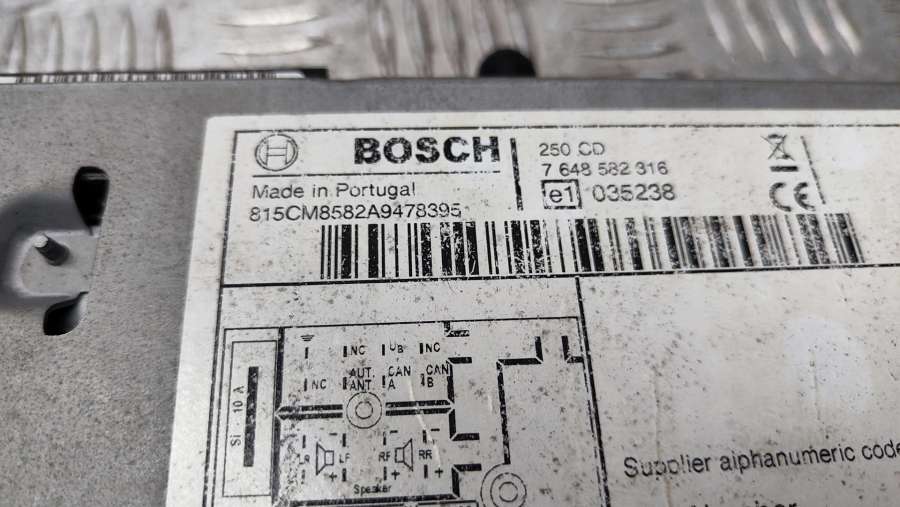 BOSCH
250 CD
7 648 582 316
e1 035238
CE
Made in Portugal
815CM8582A9478395
NC UB NC
NC AUT. ANT CAN A CAN B
Si 10 A
LR LF RF RR
Speaker
Supplier alphanumeric code